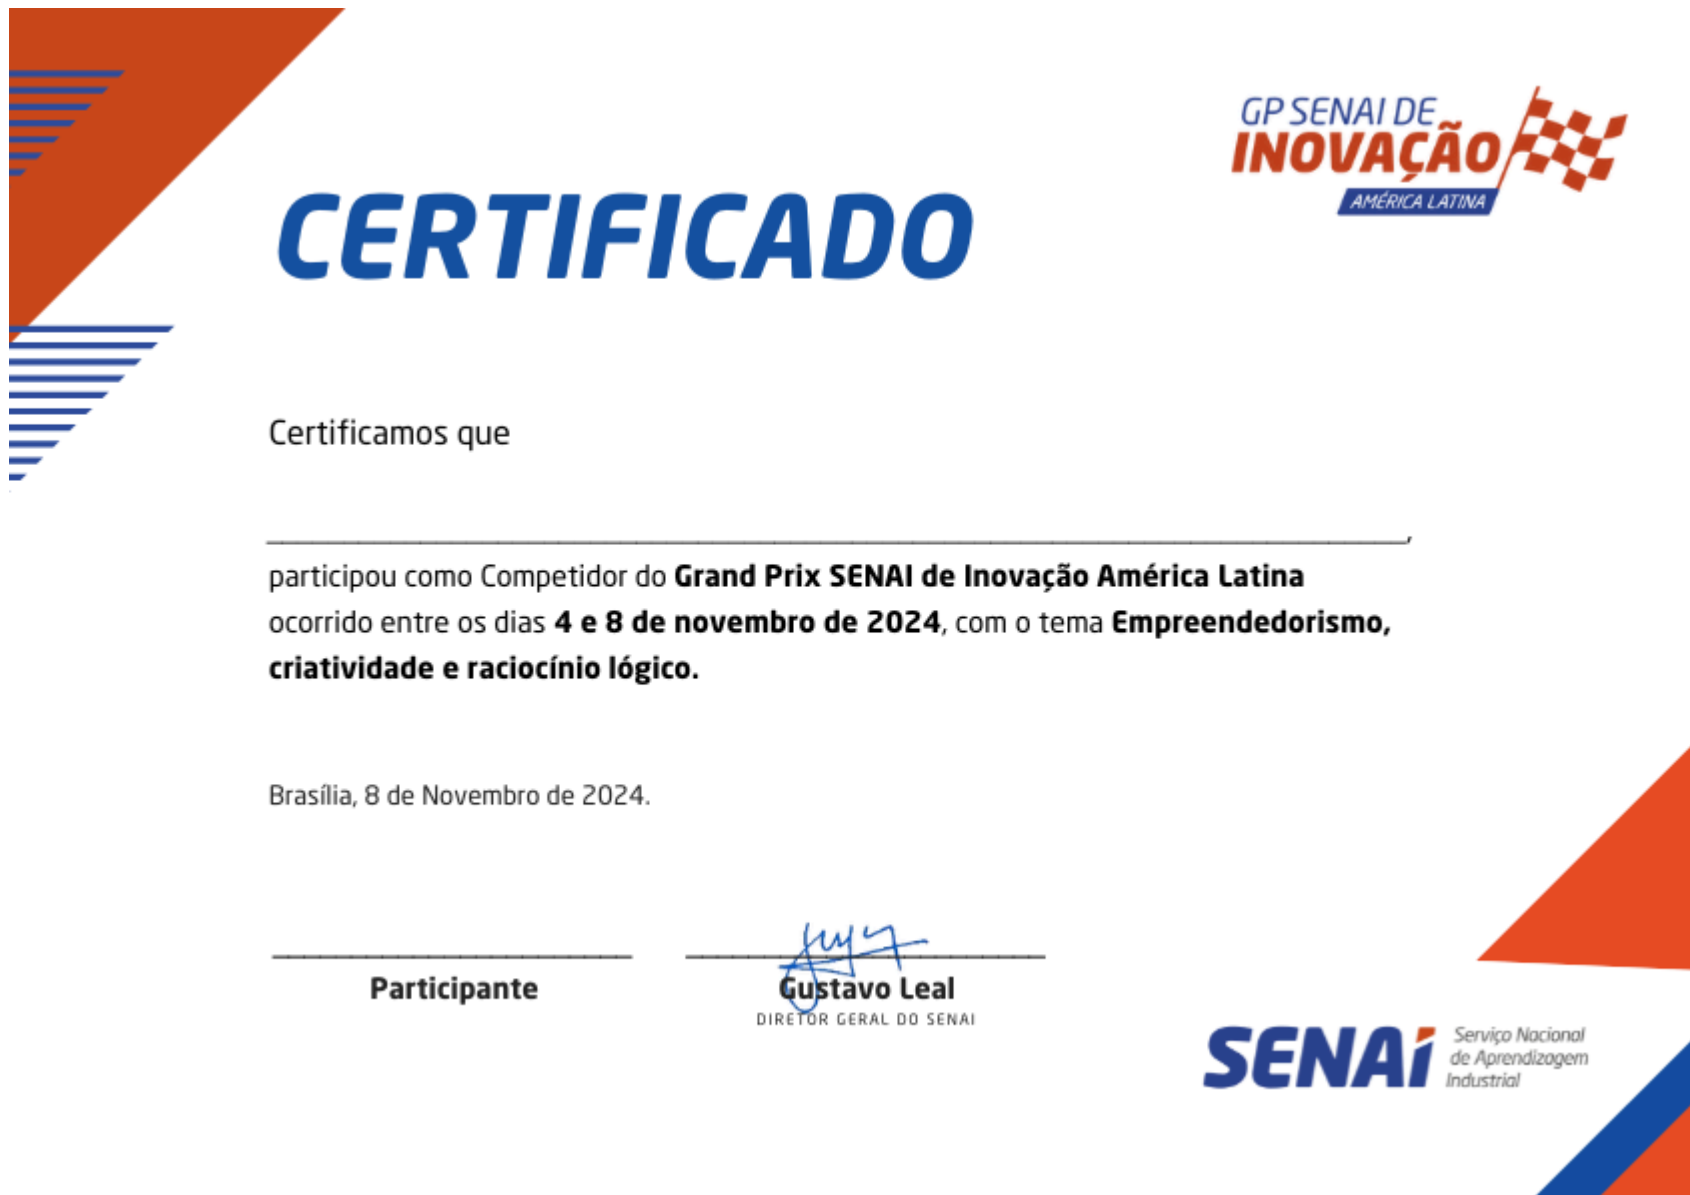 GP SENAI DE
INOVAÇÃO
AMÉRICA LATINA
CERTIFICADO
Certificamos que
,
participou como Competidor do Grand Prix SENAI de Inovação América Latina
ocorrido entre os dias 4 e 8 de novembro de 2024, com o tema Empreendedorismo,
criatividade e raciocínio lógico.
Brasília, 8 de Novembro de 2024.
Participante
Gustavo Leal
DIRETOR GERAL DO SENAI
SENAI
Serviço Nacional
de Aprendizagem
Industrial